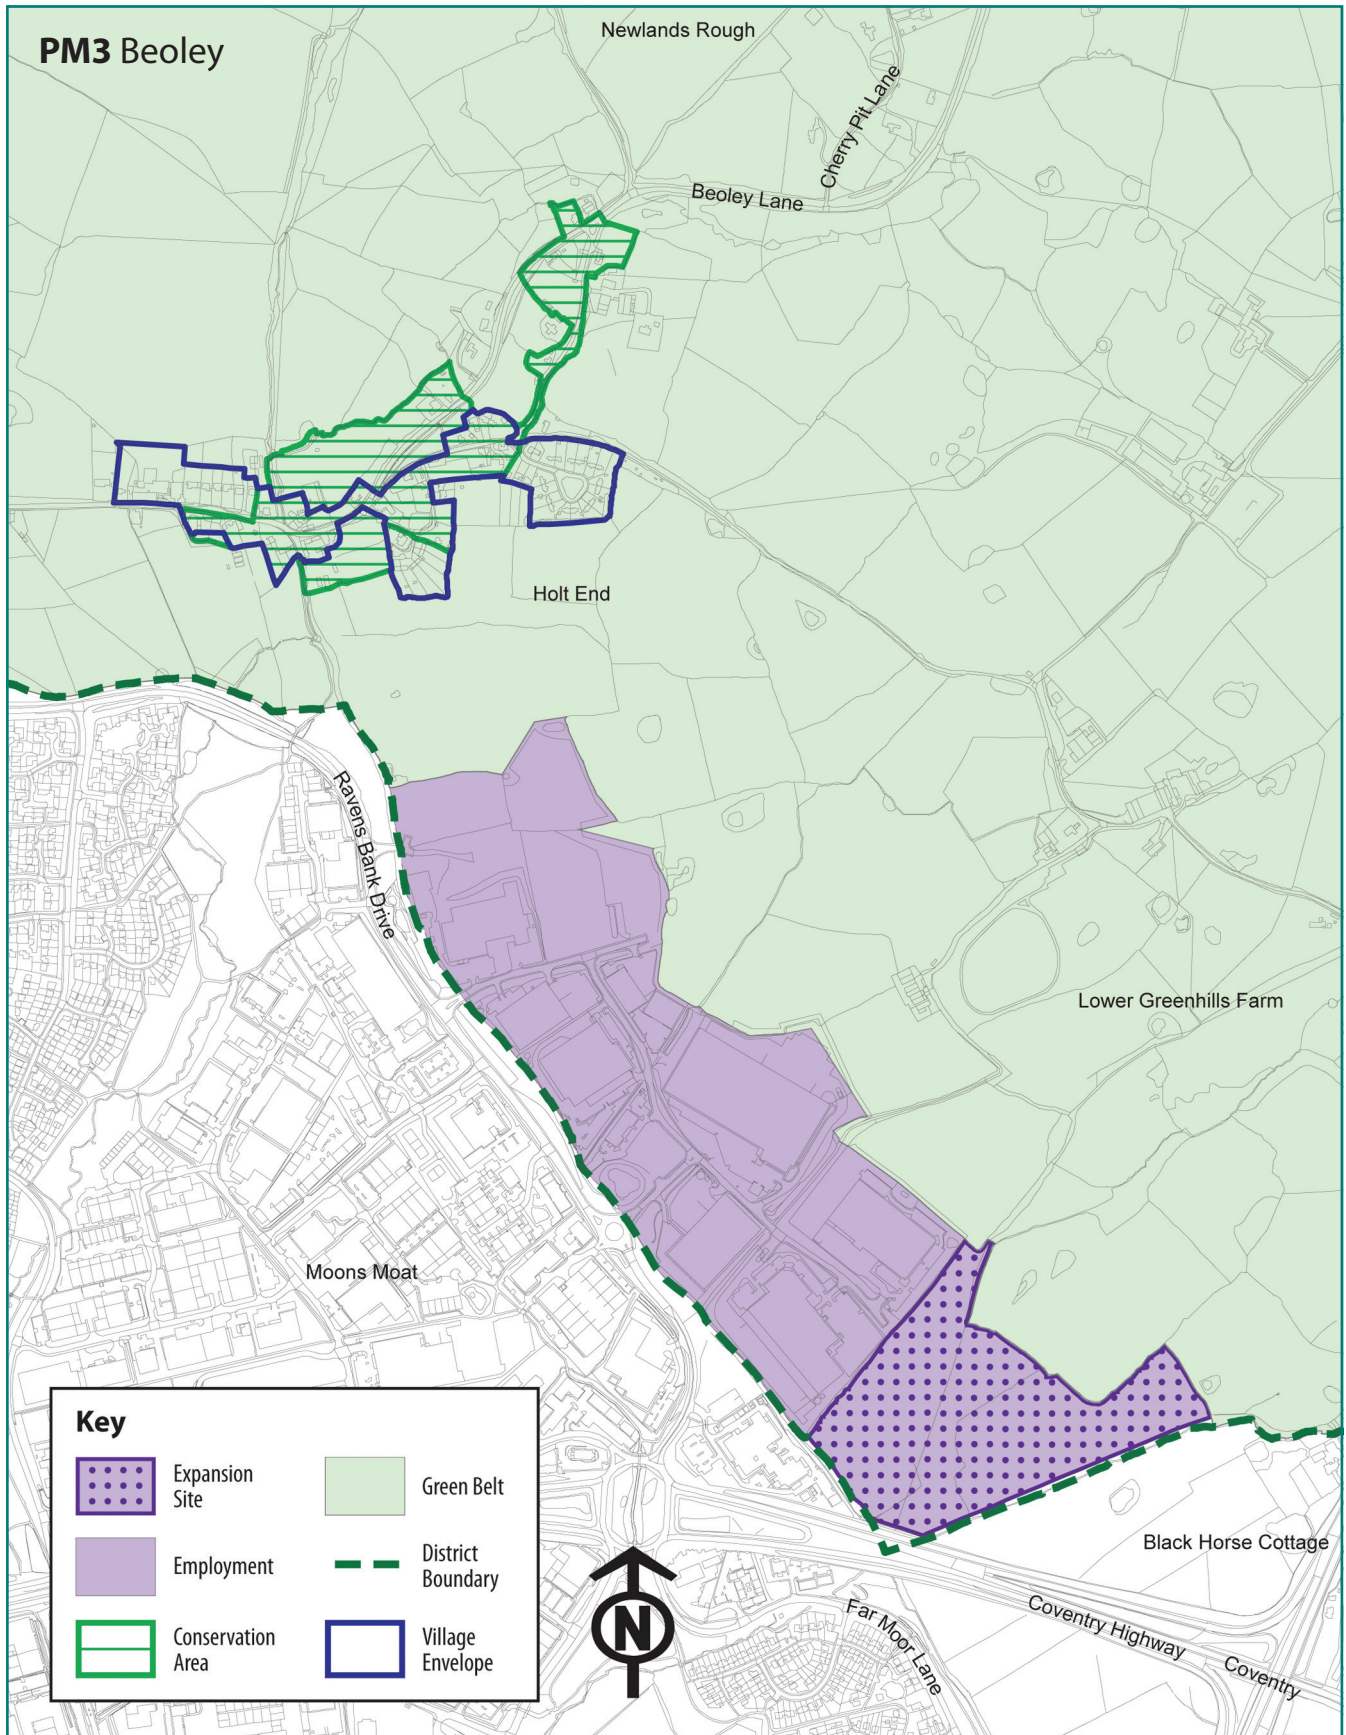 PM3 Beoley
Newlands Rough
Cherry Pit Lane
Beoley Lane
Holt End
Ravens Bank Drive
Lower Greenhills Farm
Moons Moat
Key
Expansion
Site
Green Belt
Employment
District
Boundary
Conservation
Area
Village
Envelope
N
Black Horse Cottage
Far Moor Lane
Coventry Highway
Coventry